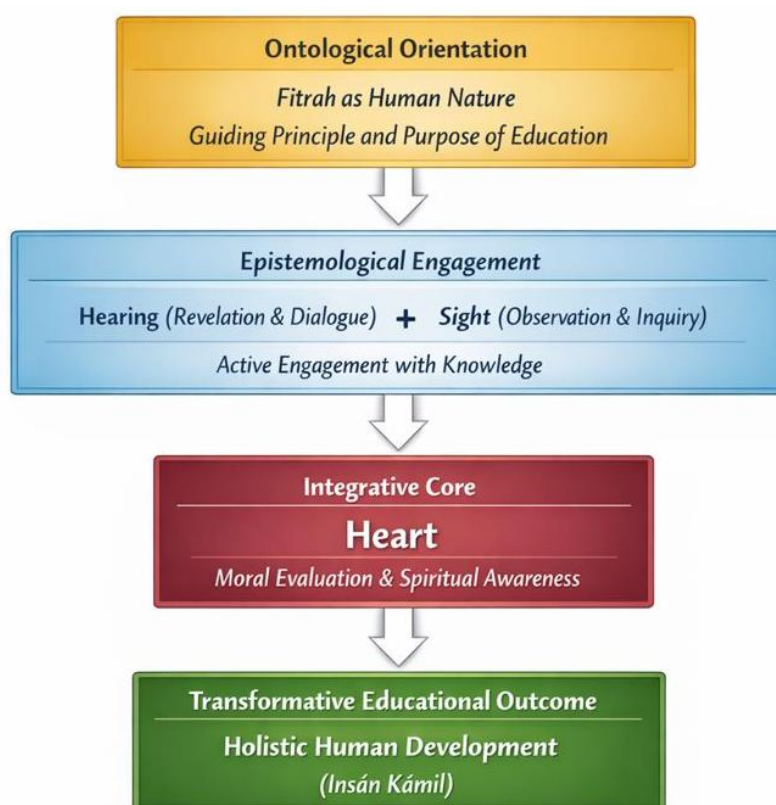 Ontological Orientation
Fitrah as Human Nature
Guiding Principle and Purpose of Education
Epistemological Engagement
Hearing (Revelation & Dialogue) + Sight (Observation & Inquiry)
Active Engagement with Knowledge
Integrative Core
Heart
Moral Evaluation & Spiritual Awareness
Transformative Educational Outcome
Holistic Human Development
(Insán Kámil)